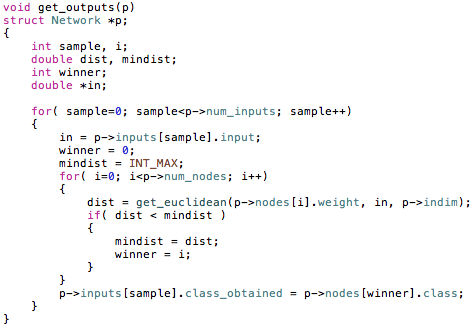 void get_outputs(p)
struct Network *p;
{
    int sample, i;
    double dist, mindist;
    int winner;
    double *in;

    for( sample=0; sample<p->num_inputs; sample++)
    {
        in = p->inputs[sample].input;
        winner = 0;
        mindist = INT_MAX;
        for( i=0; i<p->num_nodes; i++)
        {
            dist = get_euclidean(p->nodes[i].weight, in, p->indim);
            if( dist < mindist )
            {
                mindist = dist;
                winner = i;
            }
        }
        p->inputs[sample].class_obtained = p->nodes[winner].class;
    }
}